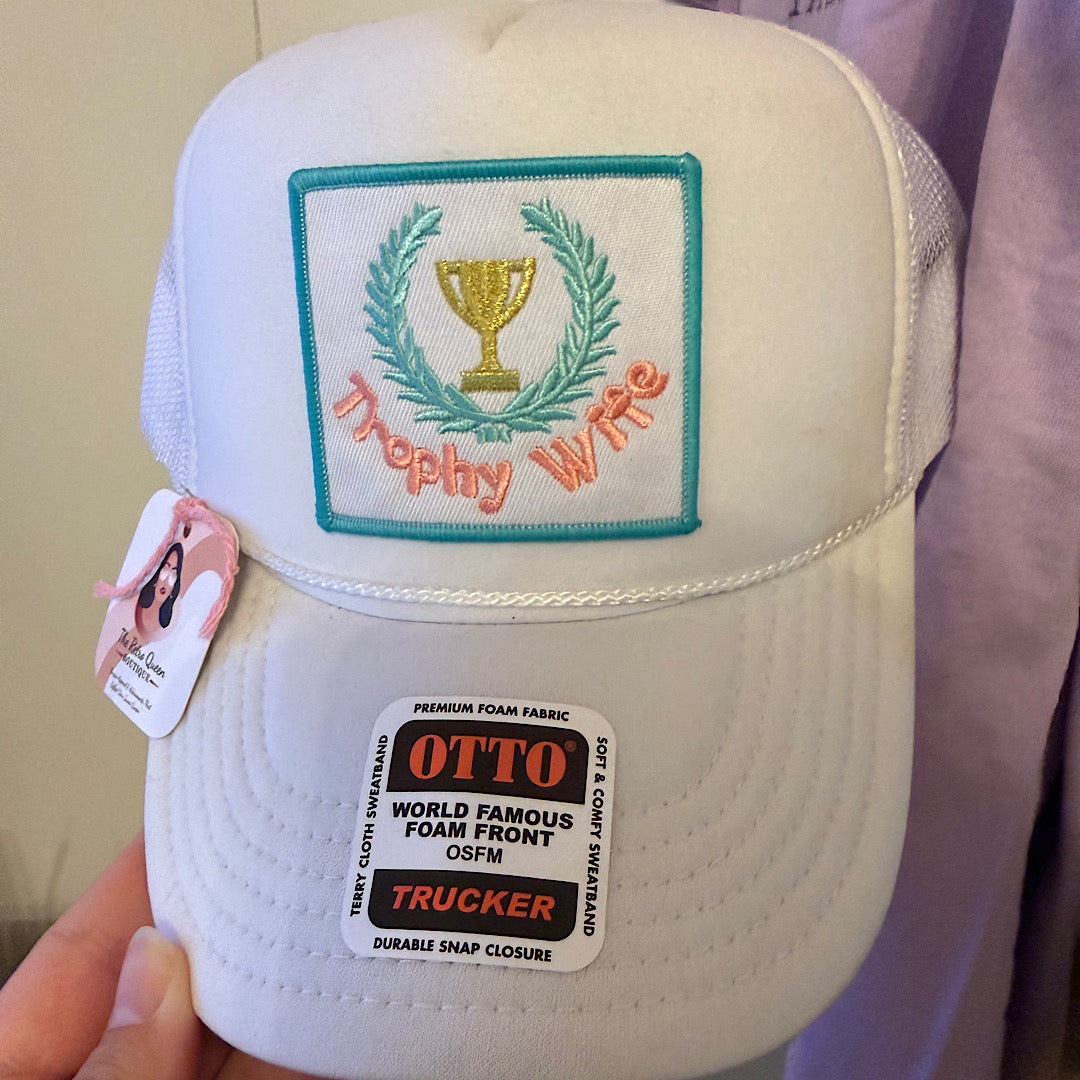 Trophy Wife
The Retro Queen
BOUTIQUE
PREMIUM FOAM FABRIC
TERRY CLOTH SWEATBAND
SOFT & COMFY SWEATBAND
OTTO®
WORLD FAMOUS
FOAM FRONT
OSFM
TRUCKER
DURABLE SNAP CLOSURE